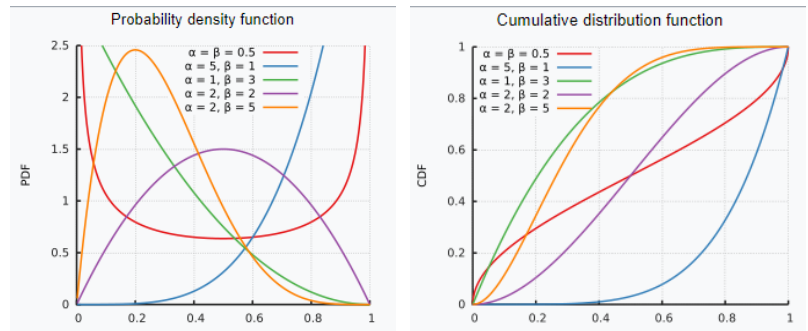 Probability density function
2.5
α = β = 0.5
α = 5, β = 1
α = 1, β = 3
α = 2, β = 2
α = 2, β = 5
2
1.5
1
0.5
0
PDF
0 0.2 0.4 0.6 0.8 1
Cumulative distribution function
1
α = β = 0.5
α = 5, β = 1
α = 1, β = 3
α = 2, β = 2
α = 2, β = 5
0.8
0.6
0.4
0.2
0
CDF
0 0.2 0.4 0.6 0.8 1